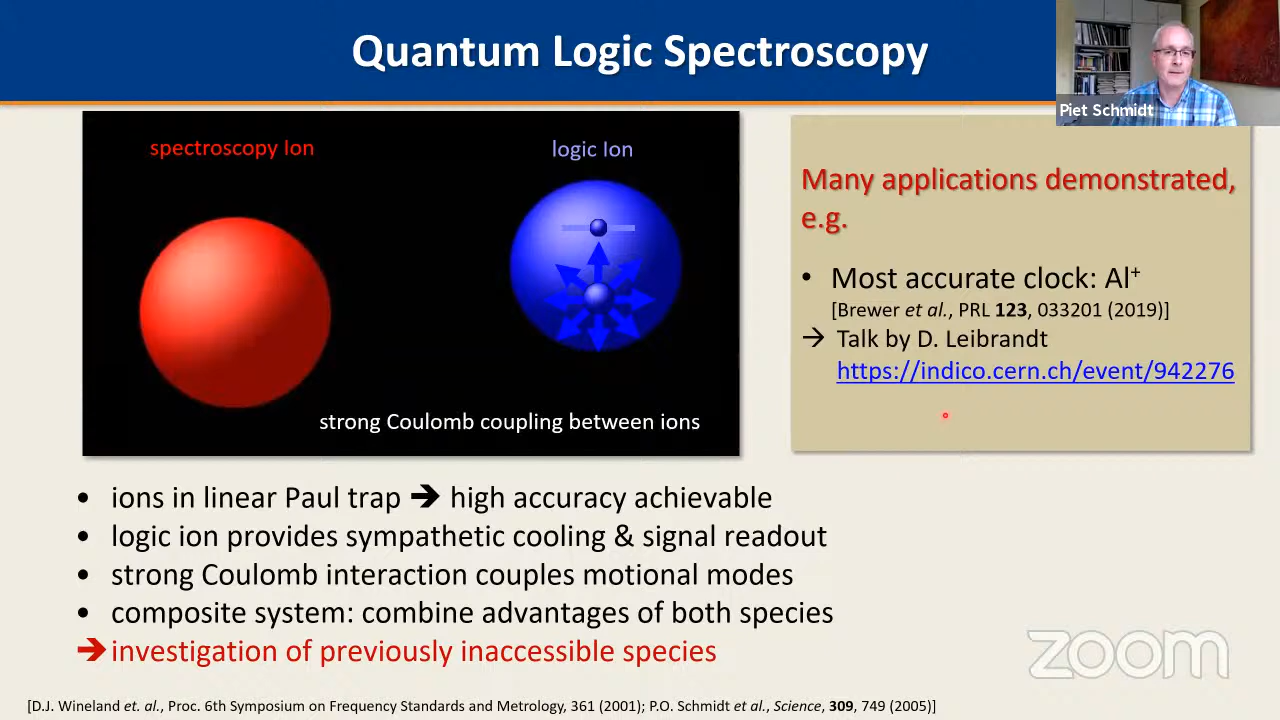 Quantum Logic Spectroscopy
Piet Schmidt
spectroscopy Ion
logic Ion
strong Coulomb coupling between ions
Many applications demonstrated,
e.g.
• Most accurate clock: Al⁺
[Brewer et al., PRL 123, 033201 (2019)]
→ Talk by D. Leibrandt
https://indico.cern.ch/event/942276
• ions in linear Paul trap ➔ high accuracy achievable
• logic ion provides sympathetic cooling & signal readout
• strong Coulomb interaction couples motional modes
• composite system: combine advantages of both species
➔ investigation of previously inaccessible species
zoom
[D.J. Wineland et. al., Proc. 6th Symposium on Frequency Standards and Metrology, 361 (2001); P.O. Schmidt et al., Science, 309, 749 (2005)]